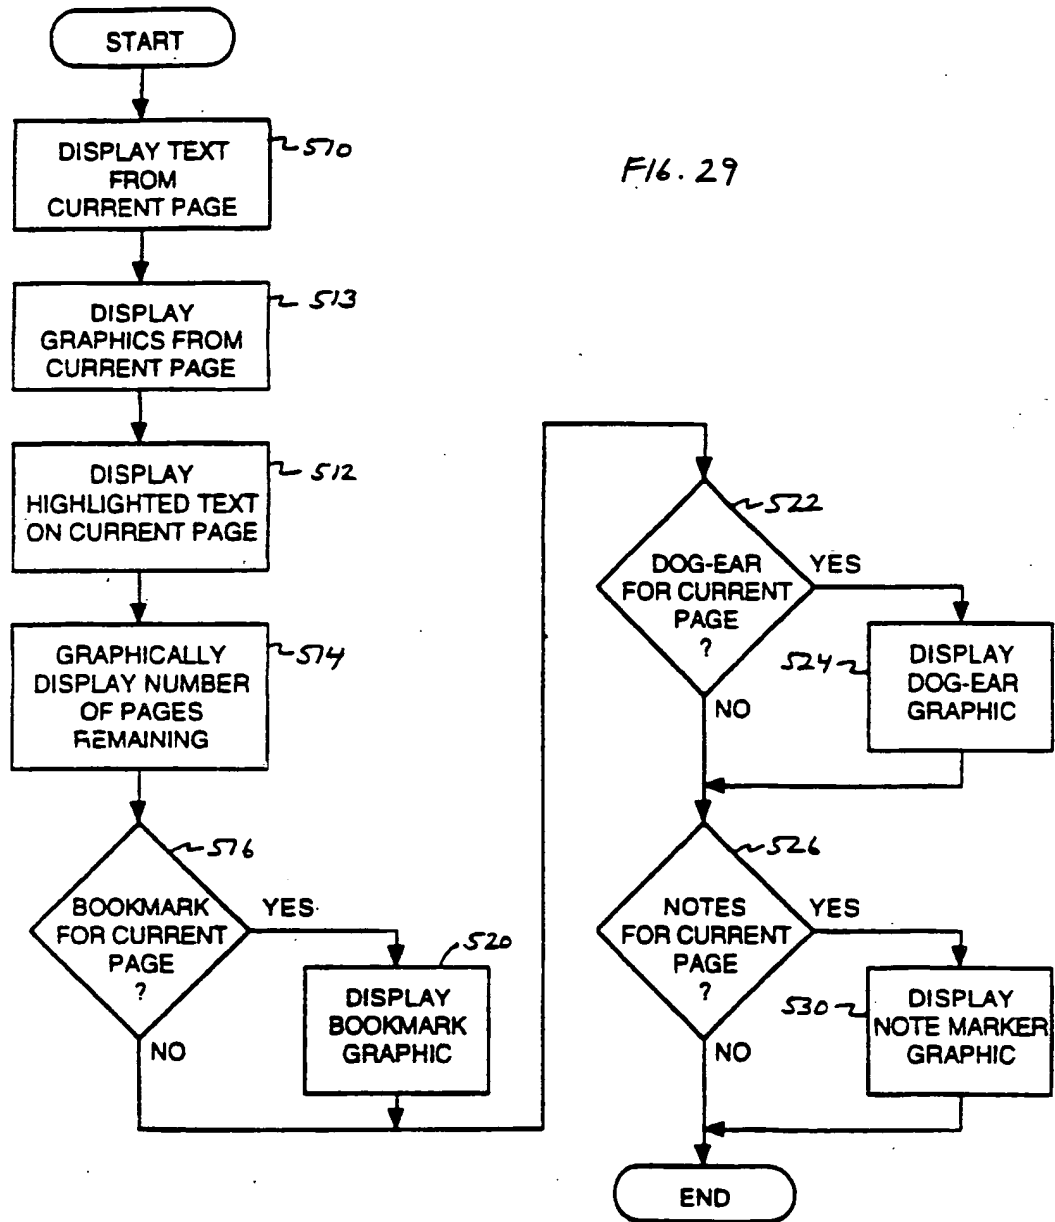 START
DISPLAY TEXT
FROM
CURRENT PAGE
510
FIG. 29
DISPLAY
GRAPHICS FROM
CURRENT PAGE
513
DISPLAY
HIGHLIGHTED TEXT
ON CURRENT PAGE
512
GRAPHICALLY
DISPLAY NUMBER
OF PAGES
REMAINING
514
BOOKMARK
FOR CURRENT
PAGE
?
516
YES
NO
DISPLAY
BOOKMARK
GRAPHIC
520
DOG-EAR
FOR CURRENT
PAGE
?
522
YES
NO
DISPLAY
DOG-EAR
GRAPHIC
524
NOTES
FOR CURRENT
PAGE
?
526
YES
NO
DISPLAY
NOTE MARKER
GRAPHIC
530
END